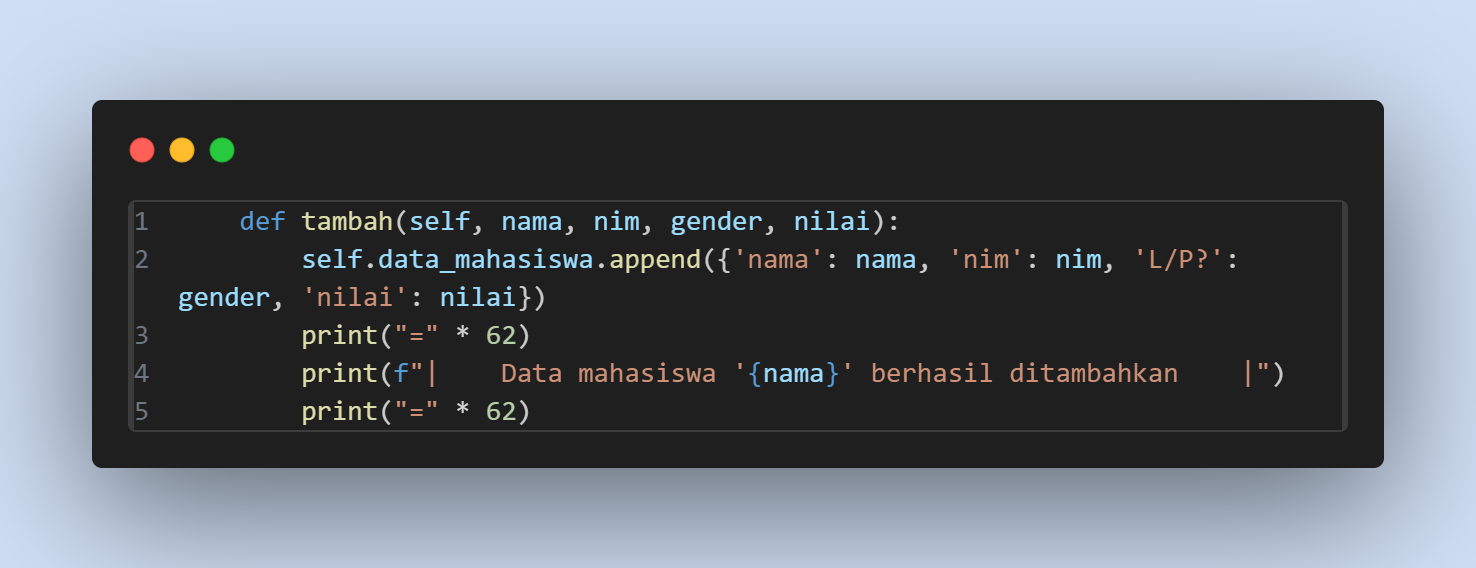 1 def tambah(self, nama, nim, gender, nilai):
2 self.data_mahasiswa.append({'nama': nama, 'nim': nim, 'L/P?':
gender, 'nilai': nilai})
3 print("=" * 62)
4 print(f"|    Data mahasiswa '{nama}' berhasil ditambahkan    |")
5 print("=" * 62)